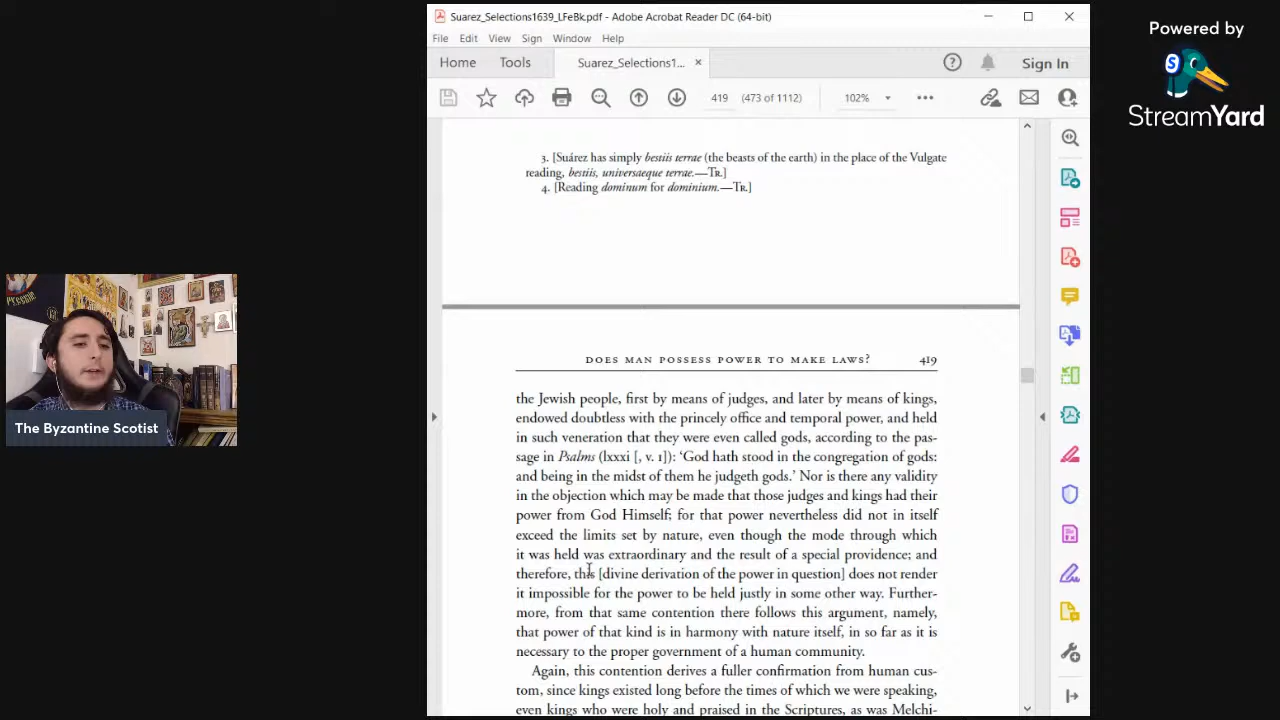 Suarez_Selections1639_LFeBk.pdf - Adobe Acrobat Reader DC (64-bit)
File Edit View Sign Window Help
Home Tools Suarez_Selections1... × Sign In
419 (473 of 1112) 102%
3. [Suárez has simply bestiis terrae (the beasts of the earth) in the place of the Vulgate
reading, bestiis, universaeque terrae.—Tr.]
4. [Reading dominum for dominium.—Tr.]
DOES MAN POSSESS POWER TO MAKE LAWS? 419
the Jewish people, first by means of judges, and later by means of kings,
endowed doubtless with the princely office and temporal power, and held
in such veneration that they were even called gods, according to the pas-
sage in Psalms (lxxxi [, v. 1]): ‘God hath stood in the congregation of gods:
and being in the midst of them he judgeth gods.’ Nor is there any validity
in the objection which may be made that those judges and kings had their
power from God Himself; for that power nevertheless did not in itself
exceed the limits set by nature, even though the mode through which
it was held was extraordinary and the result of a special providence; and
therefore, this [divine derivation of the power in question] does not render
it impossible for the power to be held justly in some other way. Further-
more, from that same contention there follows this argument, namely,
that power of that kind is in harmony with nature itself, in so far as it is
necessary to the proper government of a human community.
Again, this contention derives a fuller confirmation from human cus-
tom, since kings existed long before the times of which we were speaking,
even kings who were holy and praised in the Scriptures, as was Melchi-
The Byzantine Scotist
Powered by
S
StreamYard